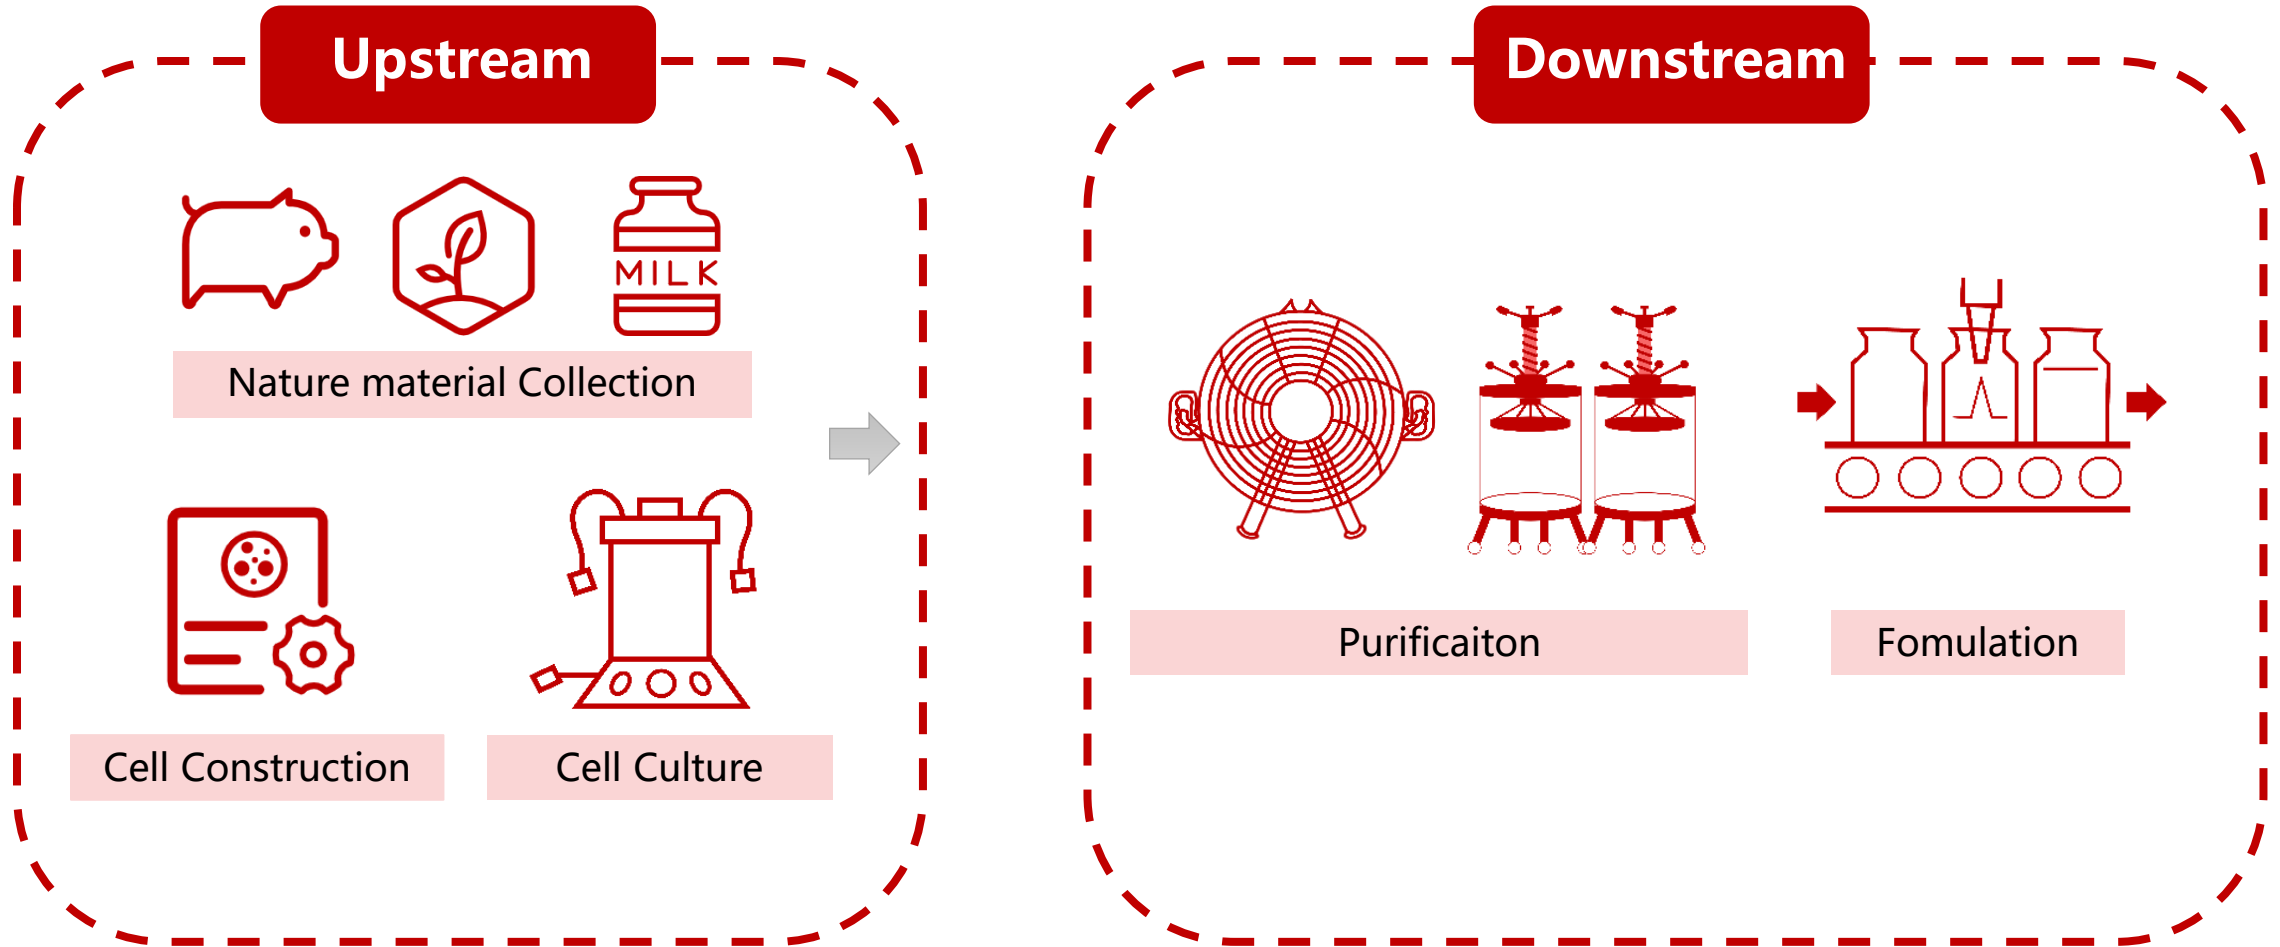 Upstream
MILK
Nature material Collection
Cell Construction
Cell Culture
Downstream
Purificaiton
Fomulation